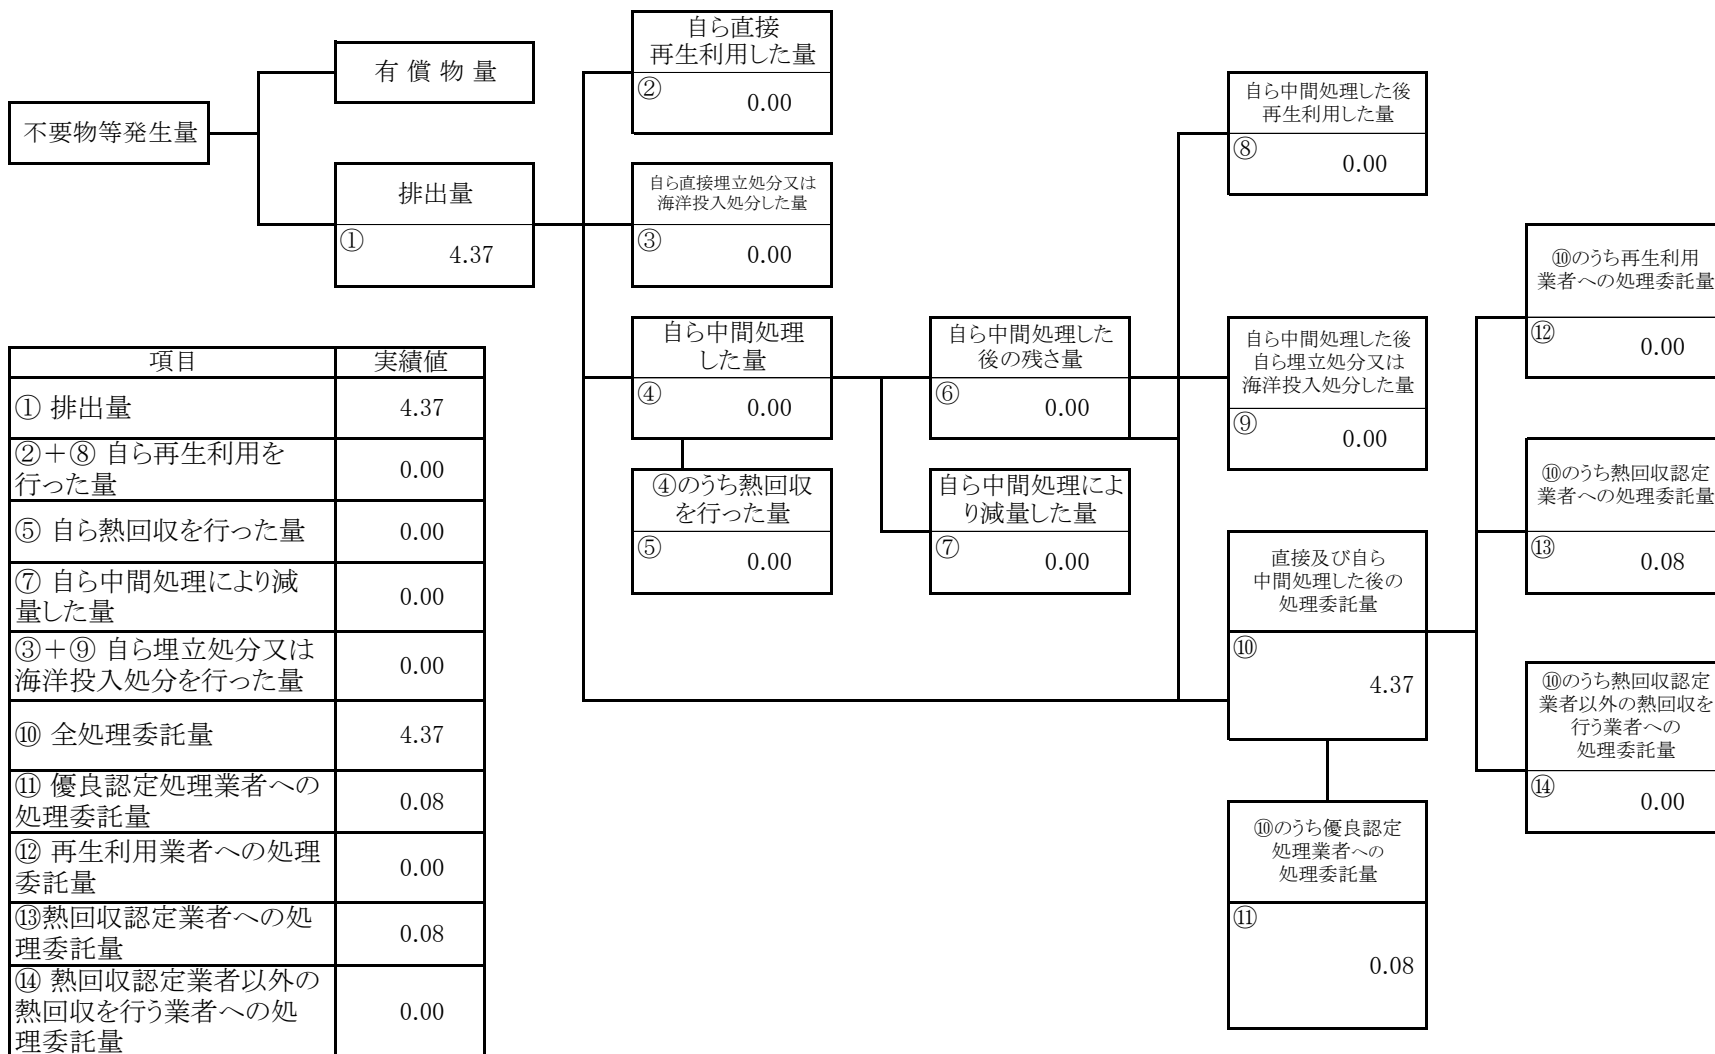 不要物等発生量
有 償 物 量
排出量
①
4.37
自ら直接
再生利用した量
②
0.00
自ら直接埋立処分又は
海洋投入処分した量
③
0.00
自ら中間処理
した量
④
0.00
④のうち熱回収
を行った量
⑤
0.00
自ら中間処理した
後の残さ量
⑥
0.00
自ら中間処理によ
り減量した量
⑦
0.00
自ら中間処理した後
再生利用した量
⑧
0.00
自ら中間処理した後
自ら埋立処分又は
海洋投入処分した量
⑨
0.00
直接及び自ら
中間処理した後の
処理委託量
⑩
4.37
⑩のうち優良認定
処理業者への
処理委託量
⑪
0.08
⑩のうち再生利用
業者への処理委託量
⑫
0.00
⑩のうち熱回収認定
業者への処理委託量
⑬
0.08
⑩のうち熱回収認定
業者以外の熱回収を
行う業者への
処理委託量
⑭
0.00
項目 実績値
① 排出量 4.37
②＋⑧ 自ら再生利用を
行った量 0.00
⑤ 自ら熱回収を行った量 0.00
⑦ 自ら中間処理により減
量した量 0.00
③＋⑨ 自ら埋立処分又は
海洋投入処分を行った量 0.00
⑩ 全処理委託量 4.37
⑪ 優良認定処理業者への
処理委託量 0.08
⑫ 再生利用業者への処理
委託量 0.00
⑬熱回収認定業者への処
理委託量 0.08
⑭ 熱回収認定業者以外の
熱回収を行う業者への処
理委託量 0.00